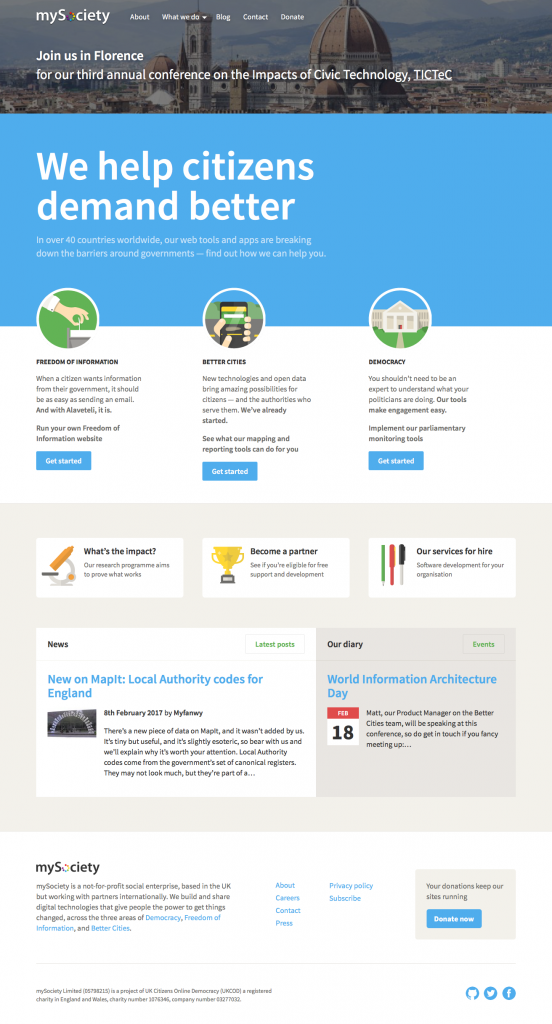 mySociety
About What we do Blog Contact Donate
Join us in Florence
for our third annual conference on the Impacts of Civic Technology, TICTeC
We help citizens
demand better
In over 40 countries worldwide, our web tools and apps are breaking
down the barriers around governments — find out how we can help you.
FREEDOM OF INFORMATION
When a citizen wants information
from their government, it should
be as easy as sending an email.
And with Alaveteli, it is.
Run your own Freedom of
Information website
Get started
BETTER CITIES
New technologies and open data
bring amazing possibilities for
citizens — and the authorities who
serve them. We've already
started.
See what our mapping and
reporting tools can do for you
Get started
DEMOCRACY
You shouldn't need to be an
expert to understand what your
politicians are doing. Our tools
make engagement easy.
Implement our parliamentary
monitoring tools
Get started
What's the impact?
Our research programme aims
to prove what works
Become a partner
See if you're eligible for free
support and development
Our services for hire
Software development for your
organisation
News
Latest posts
New on MapIt: Local Authority codes for
England
8th February 2017 by Myfanwy
There's a new piece of data on MapIt, and it wasn't added by us.
It's tiny but useful, and it's slightly esoteric, so bear with us and
we'll explain why it's worth your attention. Local Authority
codes come from the government's set of canonical registers.
They may not look much, but they're part of a…
Our diary
Events
World Information Architecture
Day
FEB
18
Matt, our Product Manager on the Better
Cities team, will be speaking at this
conference, so do get in touch if you fancy
meeting up:…
mySociety
mySociety is a not-for-profit social enterprise, based in the UK
but working with partners internationally. We build and share
digital technologies that give people the power to get things
changed, across the three areas of Democracy, Freedom of
Information, and Better Cities.
About
Careers
Contact
Press
Privacy policy
Subscribe
Your donations keep our
sites running
Donate now
mySociety Limited (05798215) is a project of UK Citizens Online Democracy (UKCOD) a registered
charity in England and Wales, charity number 1076346, company number 03277032.